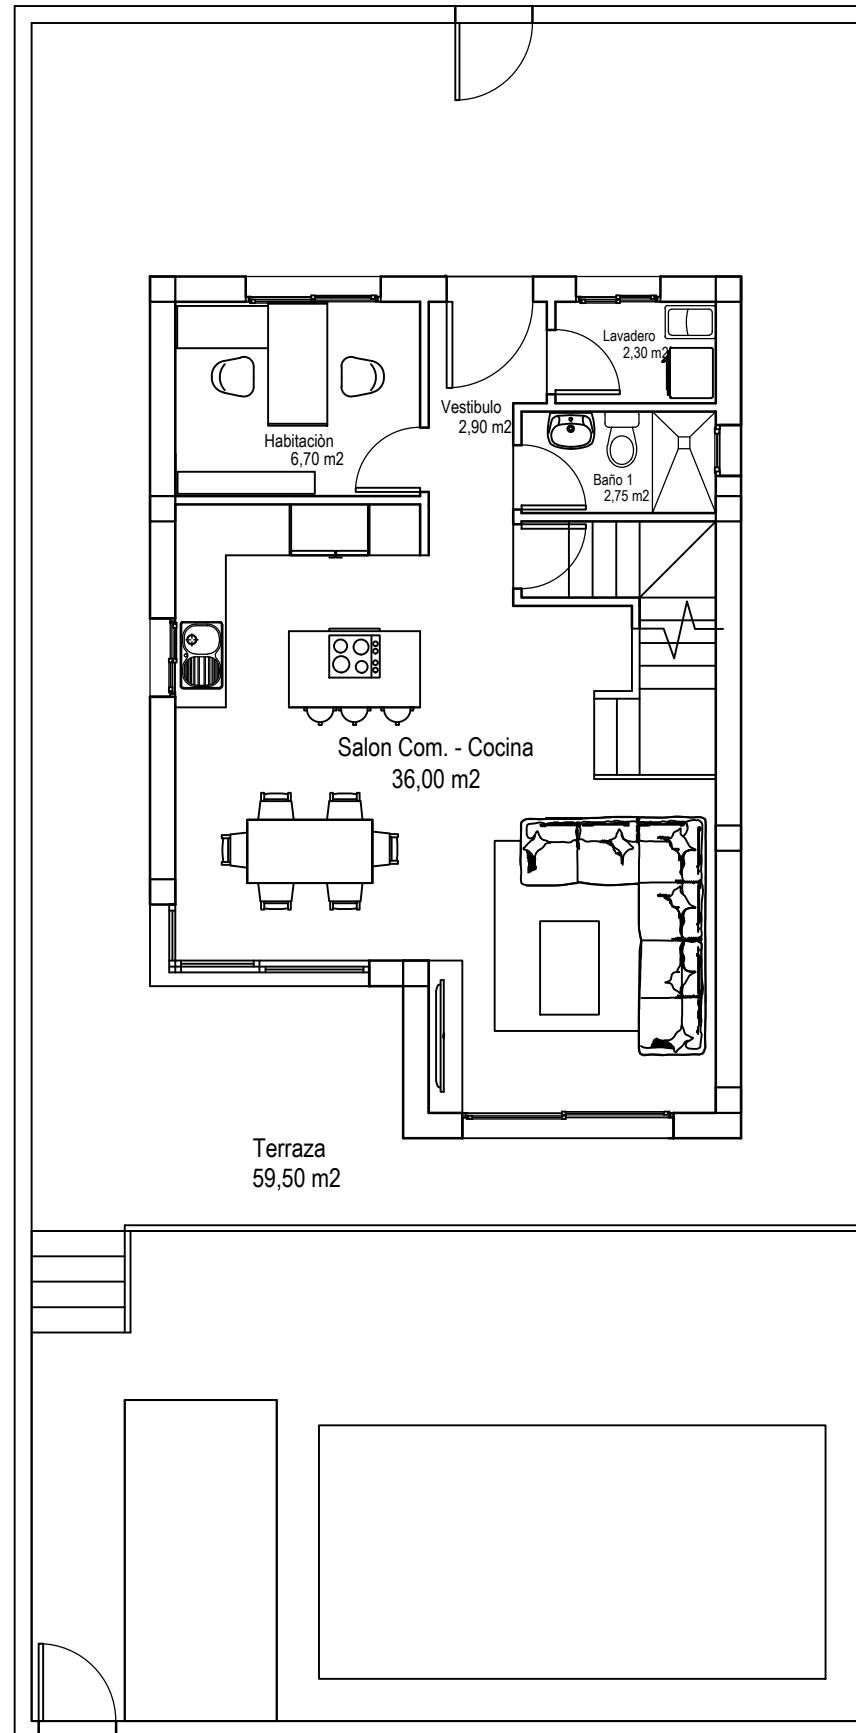 Lavadero
2,30 m2
Vestibulo
2,90 m2
Habitaciòn
6,70 m2
Baño 1
2,75 m2
Salon Com. - Cocina
36,00 m2
Terraza
59,50 m2